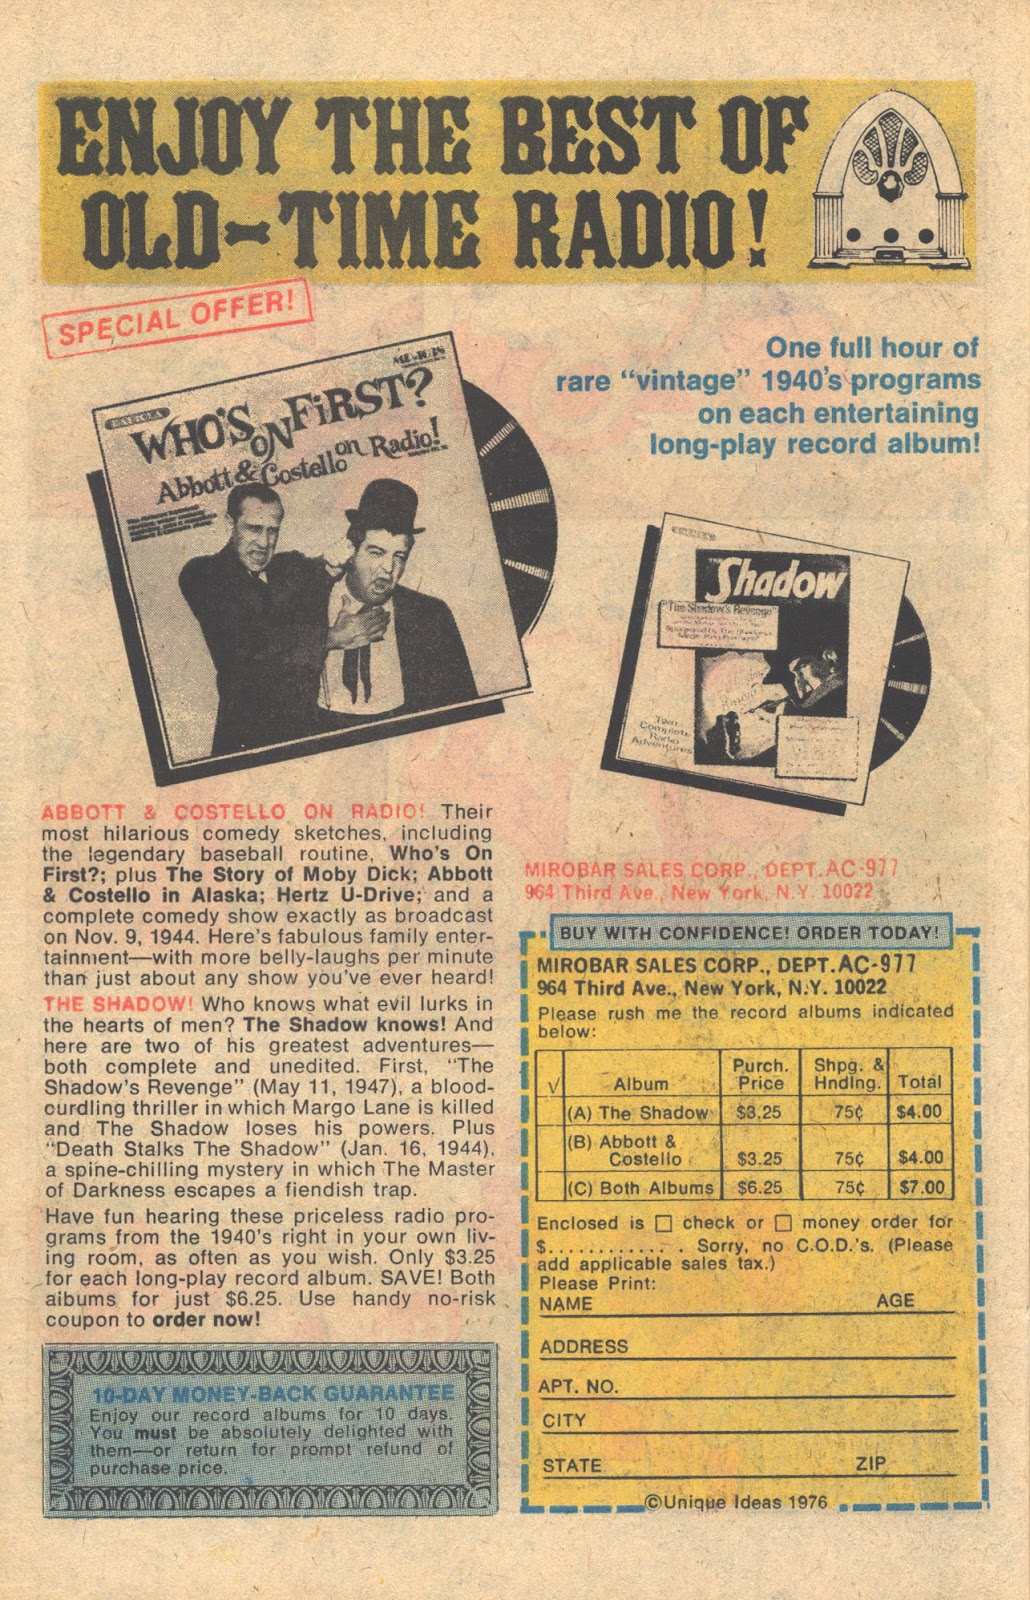 ENJOY THE BEST OF
OLD-TIME RADIO!
SPECIAL OFFER!
One full hour of
rare "vintage" 1940's programs
on each entertaining
long-play record album!
WHO'S ON FIRST?
Abbott & Costello on Radio!
Shadow
"The Shadow's Revenge"
Two
Complete
Radio
Adventures
ABBOTT & COSTELLO ON RADIO! Their
most hilarious comedy sketches, including
the legendary baseball routine, Who's On
First?; plus The Story of Moby Dick; Abbott
& Costello in Alaska; Hertz U-Drive; and a
complete comedy show exactly as broadcast
on Nov. 9, 1944. Here's fabulous family enter-
tainment—with more belly-laughs per minute
than just about any show you've ever heard!
THE SHADOW! Who knows what evil lurks in
the hearts of men? The Shadow knows! And
here are two of his greatest adventures—
both complete and unedited. First, "The
Shadow's Revenge" (May 11, 1947), a blood-
curdling thriller in which Margo Lane is killed
and The Shadow loses his powers. Plus
"Death Stalks The Shadow" (Jan. 16, 1944),
a spine-chilling mystery in which The Master
of Darkness escapes a fiendish trap.
Have fun hearing these priceless radio pro-
grams from the 1940's right in your own liv-
ing room, as often as you wish. Only $3.25
for each long-play record album. SAVE! Both
albums for just $6.25. Use handy no-risk
coupon to order now!
10-DAY MONEY-BACK GUARANTEE
Enjoy our record albums for 10 days.
You must be absolutely delighted with
them—or return for prompt refund of
purchase price.
MIROBAR SALES CORP., DEPT. AC-977
964 Third Ave., New York, N.Y. 10022
BUY WITH CONFIDENCE! ORDER TODAY!
MIROBAR SALES CORP., DEPT. AC-977
964 Third Ave., New York, N.Y. 10022
Please rush me the record albums indicated
below:
√ Album Purch. Price Shpg. & Hndlng. Total
(A) The Shadow $3.25 75¢ $4.00
(B) Abbott & Costello $3.25 75¢ $4.00
(C) Both Albums $6.25 75¢ $7.00
Enclosed is □ check or □ money order for
$............. Sorry, no C.O.D.'s. (Please
add applicable sales tax.)
Please Print:
NAME AGE
ADDRESS
APT. NO.
CITY
STATE ZIP
©Unique Ideas 1976